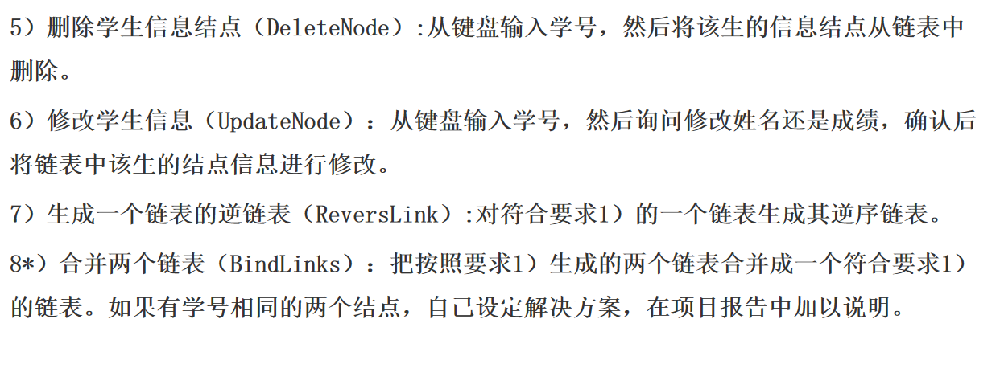 5）删除学生信息结点（DeleteNode）:从键盘输入学号，然后将该生的信息结点从链表中
删除。
6）修改学生信息（UpdateNode）：从键盘输入学号，然后询问修改姓名还是成绩，确认后
将链表中该生的结点信息进行修改。
7）生成一个链表的逆链表（ReversLink）:对符合要求1）的一个链表生成其逆序链表。
8*）合并两个链表（BindLinks）：把按照要求1）生成的两个链表合并成一个符合要求1）
的链表。如果有学号相同的两个结点，自己设定解决方案，在项目报告中加以说明。